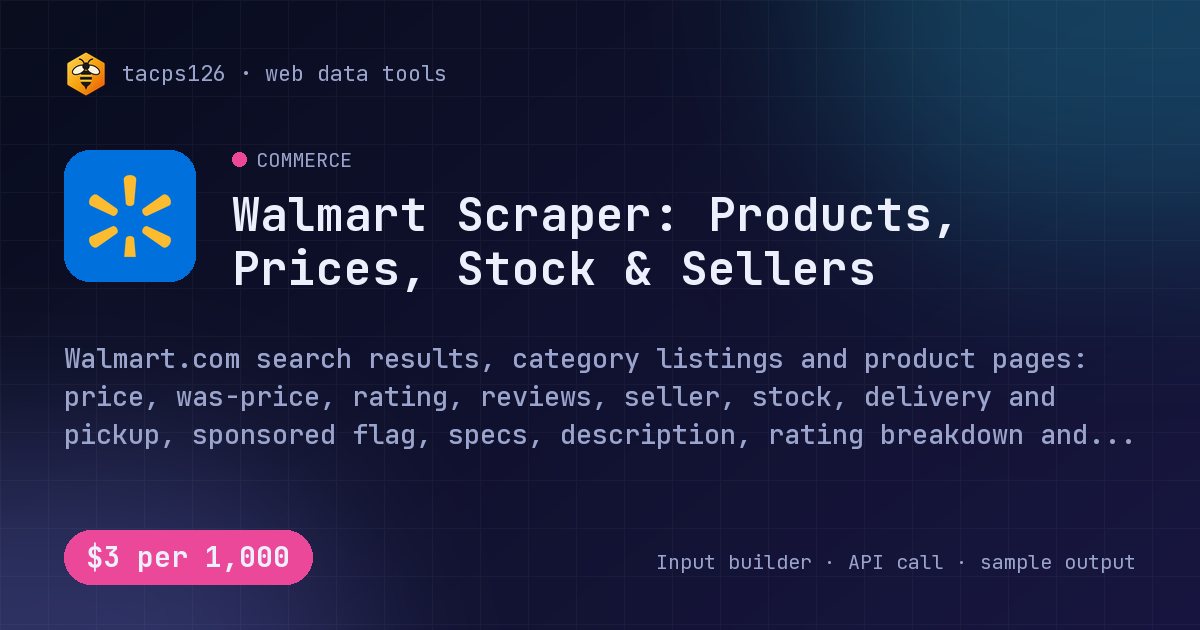 tacps126 · web data tools
COMMERCE
Walmart Scraper: Products,
Prices, Stock & Sellers
Walmart.com search results, category listings and product pages:
price, was-price, rating, reviews, seller, stock, delivery and
pickup, sponsored flag, specs, description, rating breakdown and...
$3 per 1,000
Input builder · API call · sample output